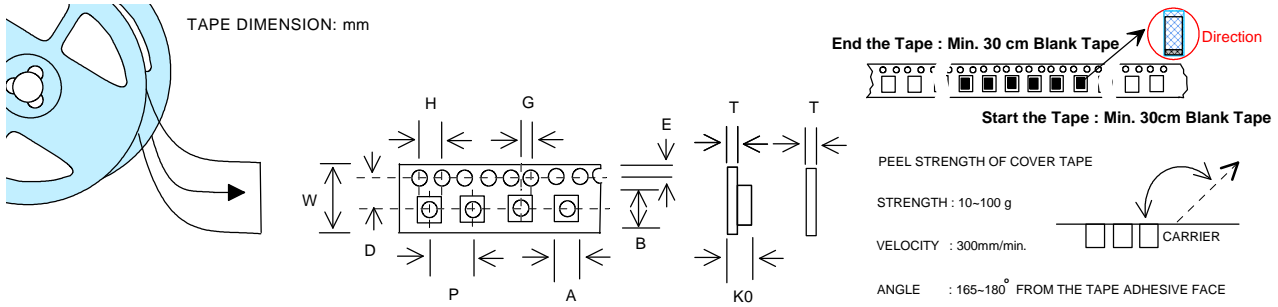 TAPE DIMENSION: mm
H
G
E
W
D
B
P
A
T
T
K0
End the Tape : Min. 30 cm Blank Tape
Direction
Start the Tape : Min. 30cm Blank Tape
PEEL STRENGTH OF COVER TAPE
STRENGTH : 10~100 g
VELOCITY : 300mm/min.
CARRIER
ANGLE : 165~180° FROM THE TAPE ADHESIVE FACE